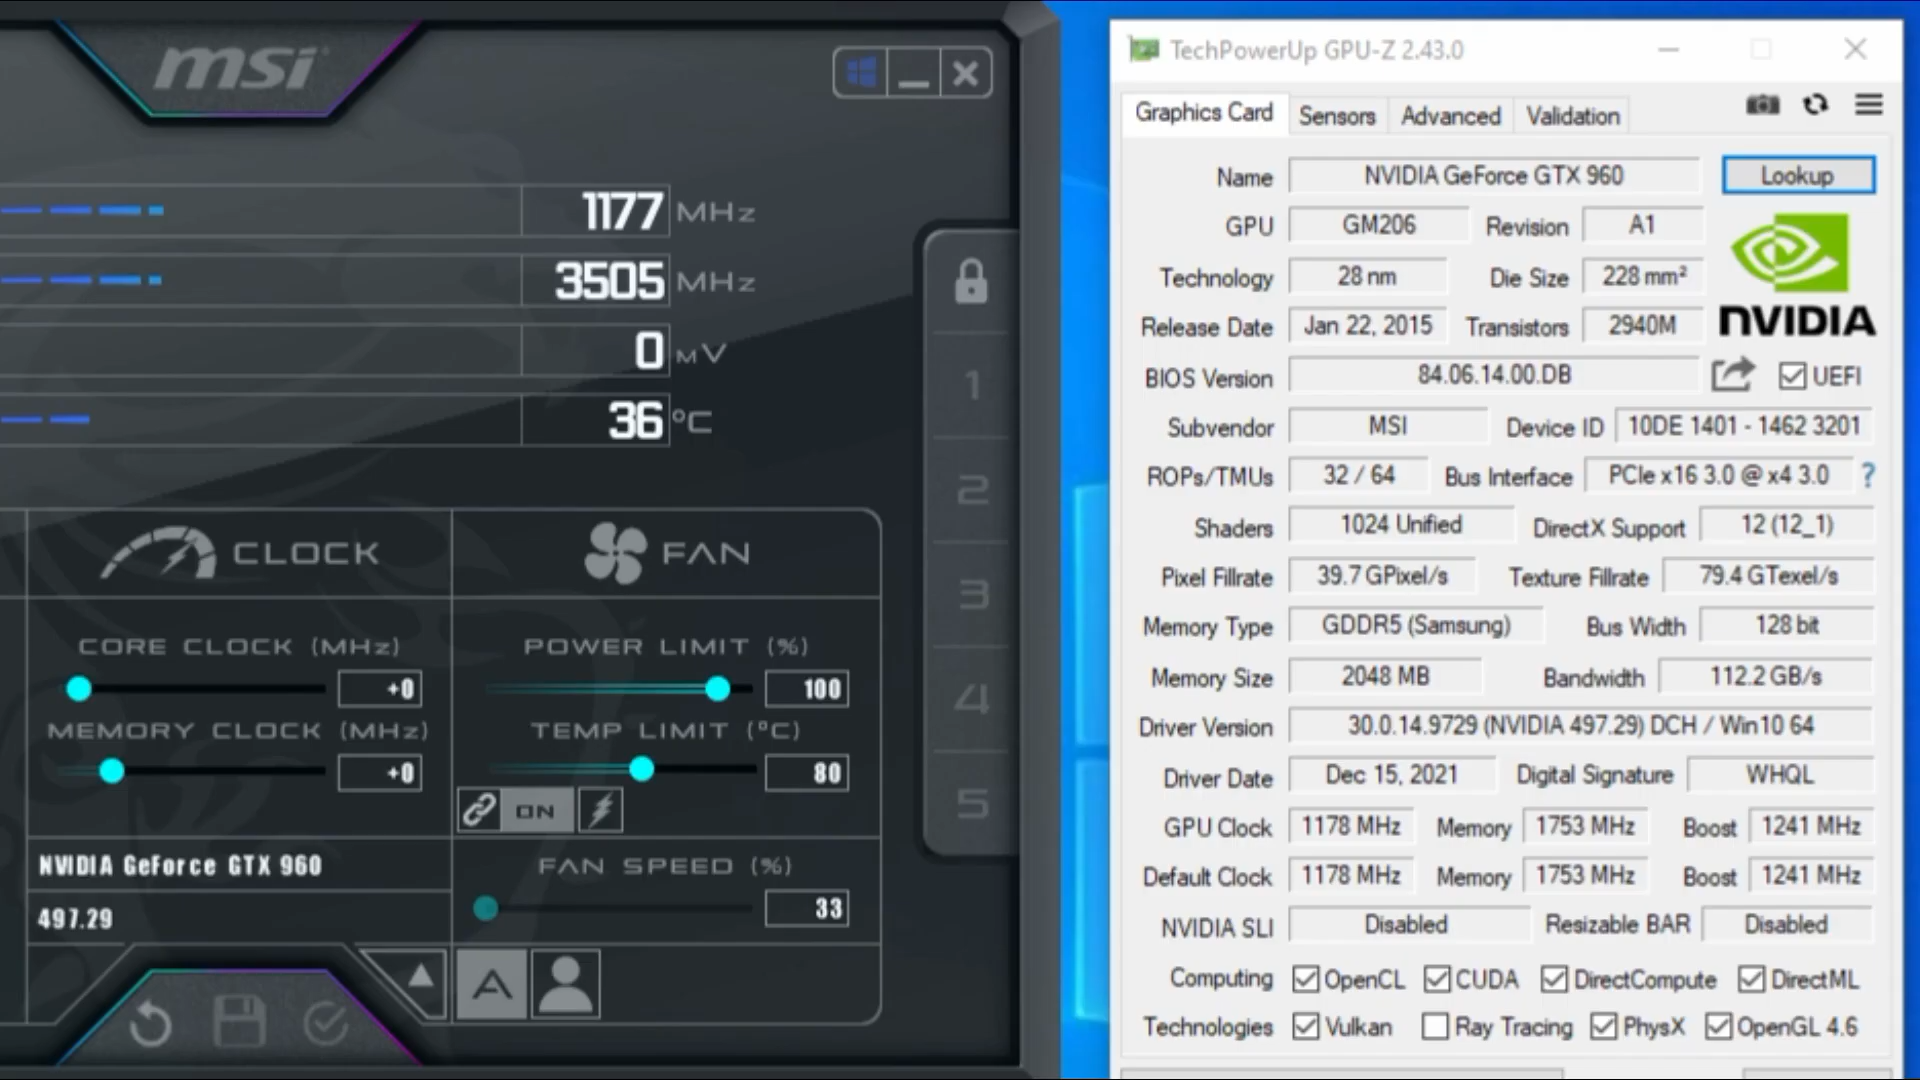 msi
1177 MHz
3505 MHz
0 mV
36 °C
1
2
3
4
5
CLOCK
FAN
CORE CLOCK (MHz)
+0
POWER LIMIT (%)
100
MEMORY CLOCK (MHz)
+0
TEMP LIMIT (°C)
80
ON
NVIDIA GeForce GTX 960
497.29
FAN SPEED (%)
33
A
TechPowerUp GPU-Z 2.43.0
Graphics Card Sensors Advanced Validation
Name NVIDIA GeForce GTX 960 Lookup
GPU GM206 Revision A1
Technology 28 nm Die Size 228 mm²
Release Date Jan 22, 2015 Transistors 2940M
NVIDIA
BIOS Version 84.06.14.00.DB UEFI
Subvendor MSI Device ID 10DE 1401 - 1462 3201
ROPs/TMUs 32 / 64 Bus Interface PCIe x16 3.0 @ x4 3.0 ?
Shaders 1024 Unified DirectX Support 12 (12_1)
Pixel Fillrate 39.7 GPixel/s Texture Fillrate 79.4 GTexel/s
Memory Type GDDR5 (Samsung) Bus Width 128 bit
Memory Size 2048 MB Bandwidth 112.2 GB/s
Driver Version 30.0.14.9729 (NVIDIA 497.29) DCH / Win10 64
Driver Date Dec 15, 2021 Digital Signature WHQL
GPU Clock 1178 MHz Memory 1753 MHz Boost 1241 MHz
Default Clock 1178 MHz Memory 1753 MHz Boost 1241 MHz
NVIDIA SLI Disabled Resizable BAR Disabled
Computing OpenCL CUDA DirectCompute DirectML
Technologies Vulkan Ray Tracing PhysX OpenGL 4.6